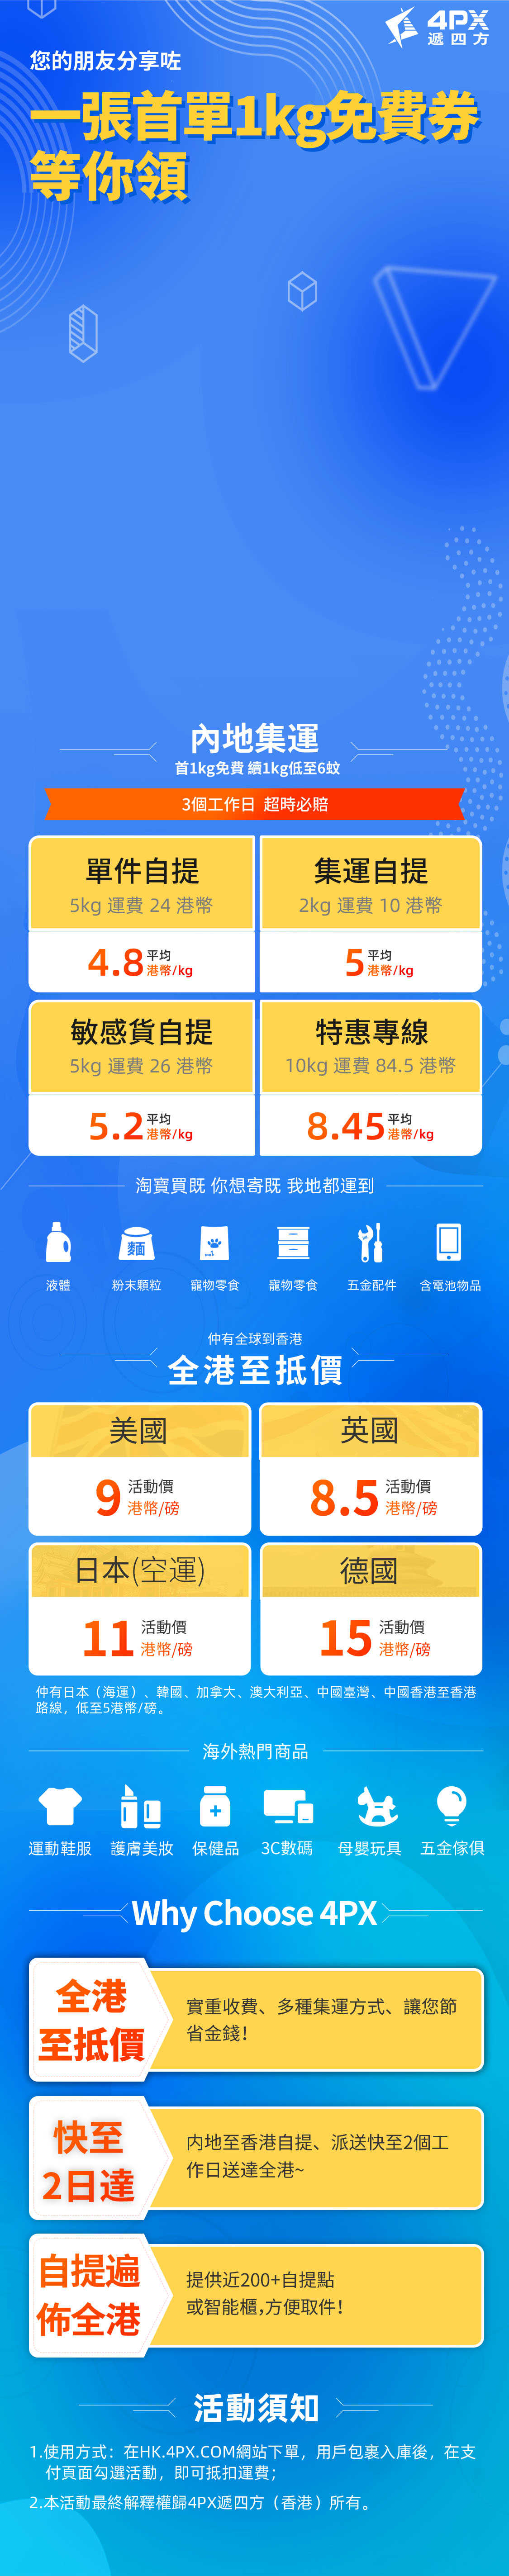 4PX
遞四方
您的朋友分享咗
一張首單1kg免費券
等你領
內地集運
首1kg免費 續1kg低至6蚊
3個工作日 超時必賠
單件自提
5kg 運費 24 港幣
4.8 平均
港幣/kg
集運自提
2kg 運費 10 港幣
5 平均
港幣/kg
敏感貨自提
5kg 運費 26 港幣
5.2 平均
港幣/kg
特惠專線
10kg 運費 84.5 港幣
8.45 平均
港幣/kg
淘寶買既 你想寄既 我地都運到
麵
液體 粉末顆粒 寵物零食 寵物零食 五金配件 含電池物品
仲有全球到香港
全港至抵價
美國
9 活動價
港幣/磅
英國
8.5 活動價
港幣/磅
日本(空運)
11 活動價
港幣/磅
德國
15 活動價
港幣/磅
仲有日本（海運）、韓國、加拿大、澳大利亞、中國臺灣、中國香港至香港
路線，低至5港幣/磅。
海外熱門商品
運動鞋服 護膚美妝 保健品 3C數碼 母嬰玩具 五金傢俱
Why Choose 4PX
全港
至抵價
實重收費、多種集運方式、讓您節
省金錢！
快至
2日達
内地至香港自提、派送快至2個工
作日送達全港~
自提遍
佈全港
提供近200+自提點
或智能櫃，方便取件！
活動須知
1.使用方式：在HK.4PX.COM網站下單，用戶包裹入庫後，在支
付頁面勾選活動，即可抵扣運費；
2.本活動最終解釋權歸4PX遞四方（香港）所有。